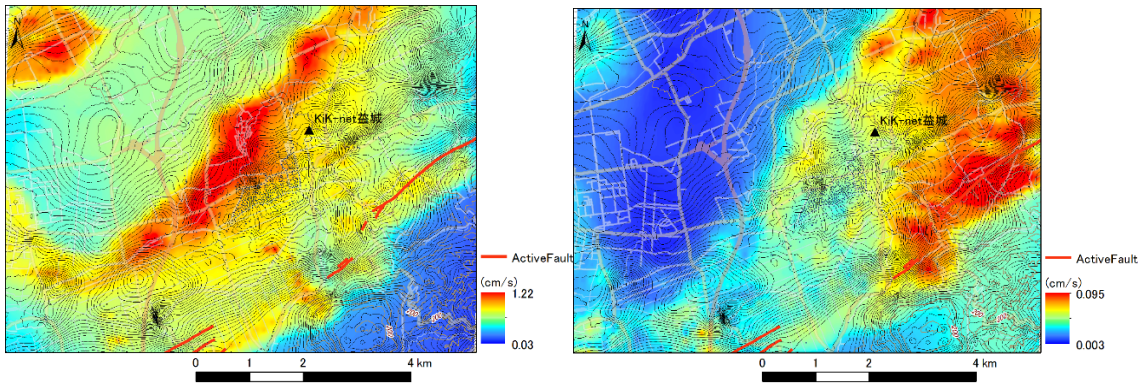 N
KiK-net益城
ActiveFault
(cm/s)
1.22
0.03
0 1 2 4 km
N
KiK-net益城
ActiveFault
(cm/s)
0.095
0.003
0 1 2 4 km